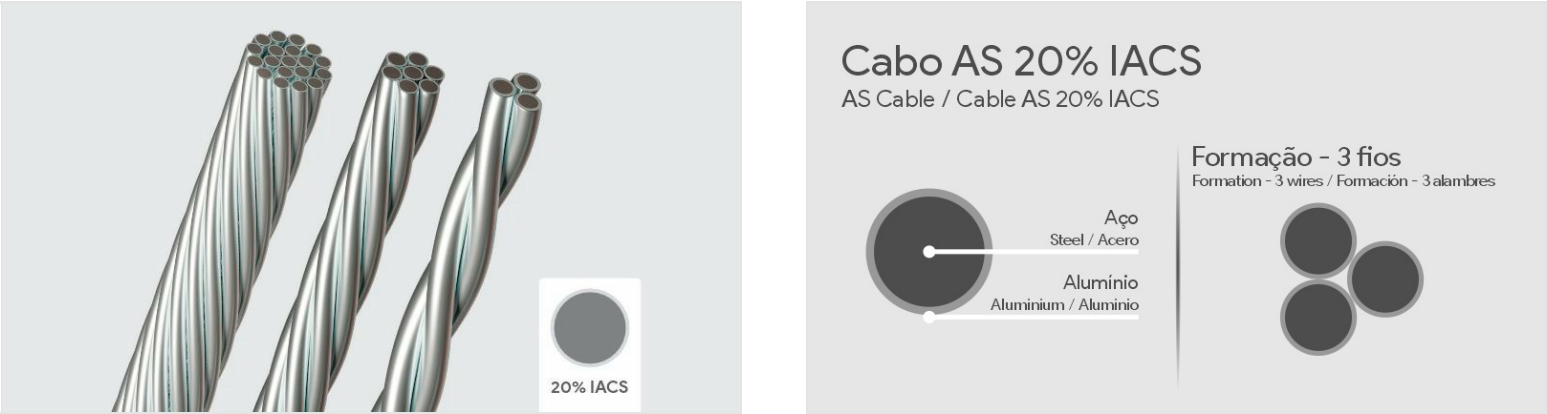 20% IACS
Cabo AS 20% IACS
AS Cable / Cable AS 20% IACS
Aço
Steel / Acero
Alumínio
Aluminium / Aluminio
Formação - 3 fios
Formation - 3 wires / Formación - 3 alambres